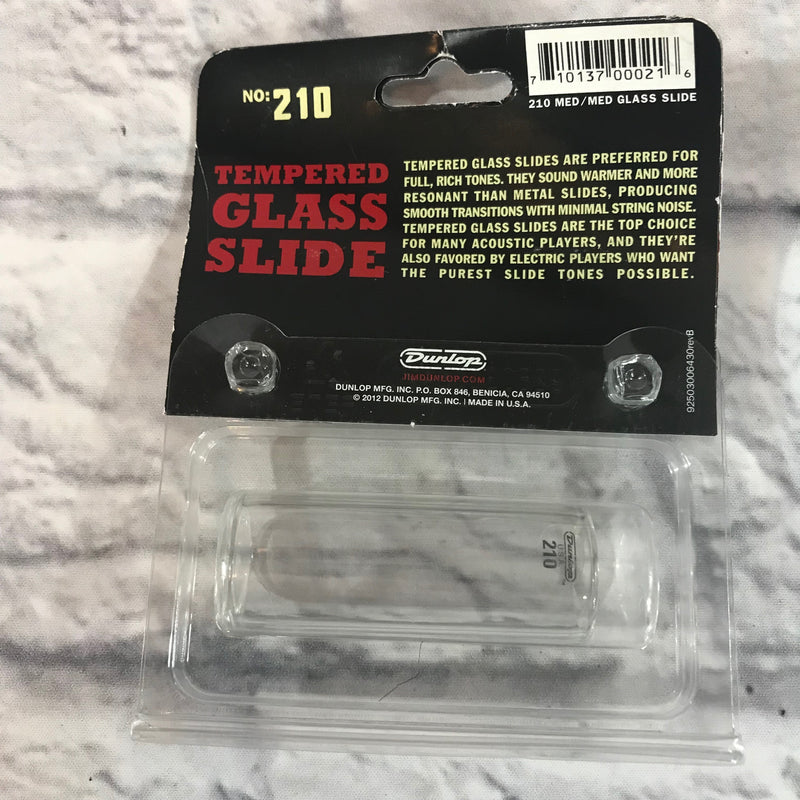 NO: 210
7 10137 00021 6
210 MED/MED GLASS SLIDE
TEMPERED
GLASS
SLIDE
TEMPERED GLASS SLIDES ARE PREFERRED FOR
FULL, RICH TONES. THEY SOUND WARMER AND MORE
RESONANT THAN METAL SLIDES, PRODUCING
SMOOTH TRANSITIONS WITH MINIMAL STRING NOISE.
TEMPERED GLASS SLIDES ARE THE TOP CHOICE
FOR MANY ACOUSTIC PLAYERS, AND THEY'RE
ALSO FAVORED BY ELECTRIC PLAYERS WHO WANT
THE PUREST SLIDE TONES POSSIBLE.
Dunlop
JIMDUNLOP.COM
DUNLOP MFG. INC. P.O. BOX 846, BENICIA, CA 94510
© 2012 DUNLOP MFG. INC. | MADE IN U.S.A.
92503006430revB
Dunlop
USA
210